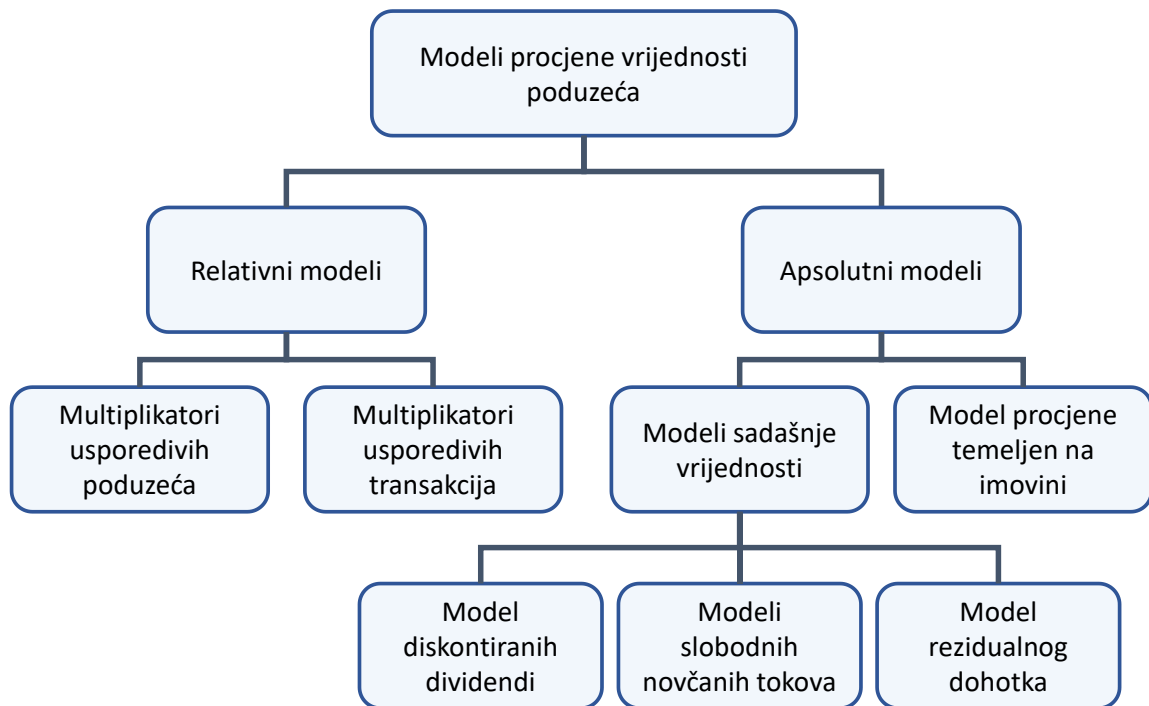 Modeli procjene vrijednosti
poduzeća
Relativni modeli
Apsolutni modeli
Multiplikatori
usporedivih
poduzeća
Multiplikatori
usporedivih
transakcija
Modeli sadašnje
vrijednosti
Model procjene
temeljen na
imovini
Model
diskontiranih
dividendi
Modeli
slobodnih
novčanih tokova
Model
rezidualnog
dohotka